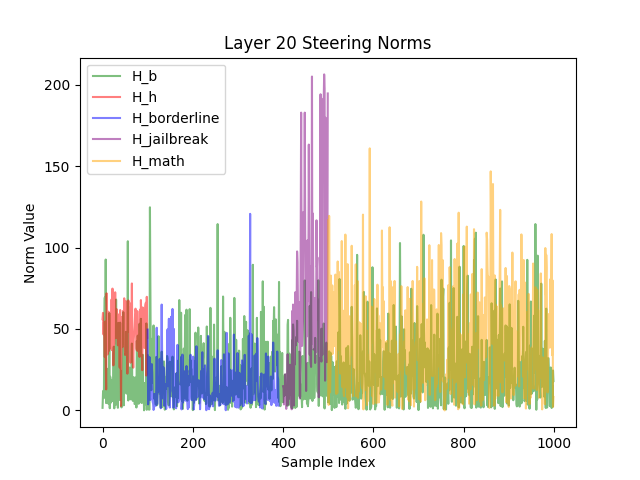 Layer 20 Steering Norms
H_b
H_h
H_borderline
H_jailbreak
H_math
200
150
100
50
0
Norm Value
0 200 400 600 800 1000
Sample Index